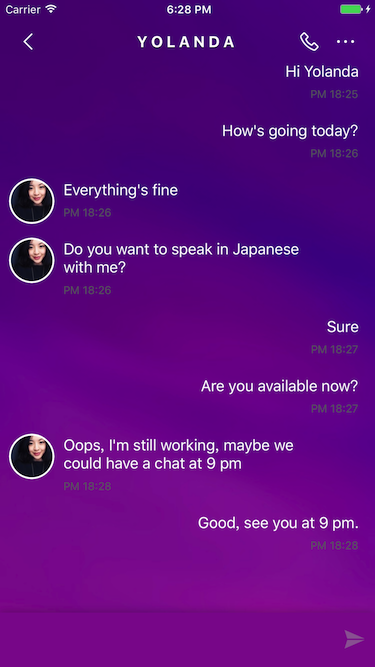 Carrier 6:28 PM
YOLANDA
Hi Yolanda
PM 18:25
How's going today?
PM 18:26
Everything's fine
PM 18:26
Do you want to speak in Japanese
with me?
PM 18:26
Sure
PM 18:27
Are you available now?
PM 18:27
Oops, I'm still working, maybe we
could have a chat at 9 pm
PM 18:28
Good, see you at 9 pm.
PM 18:28